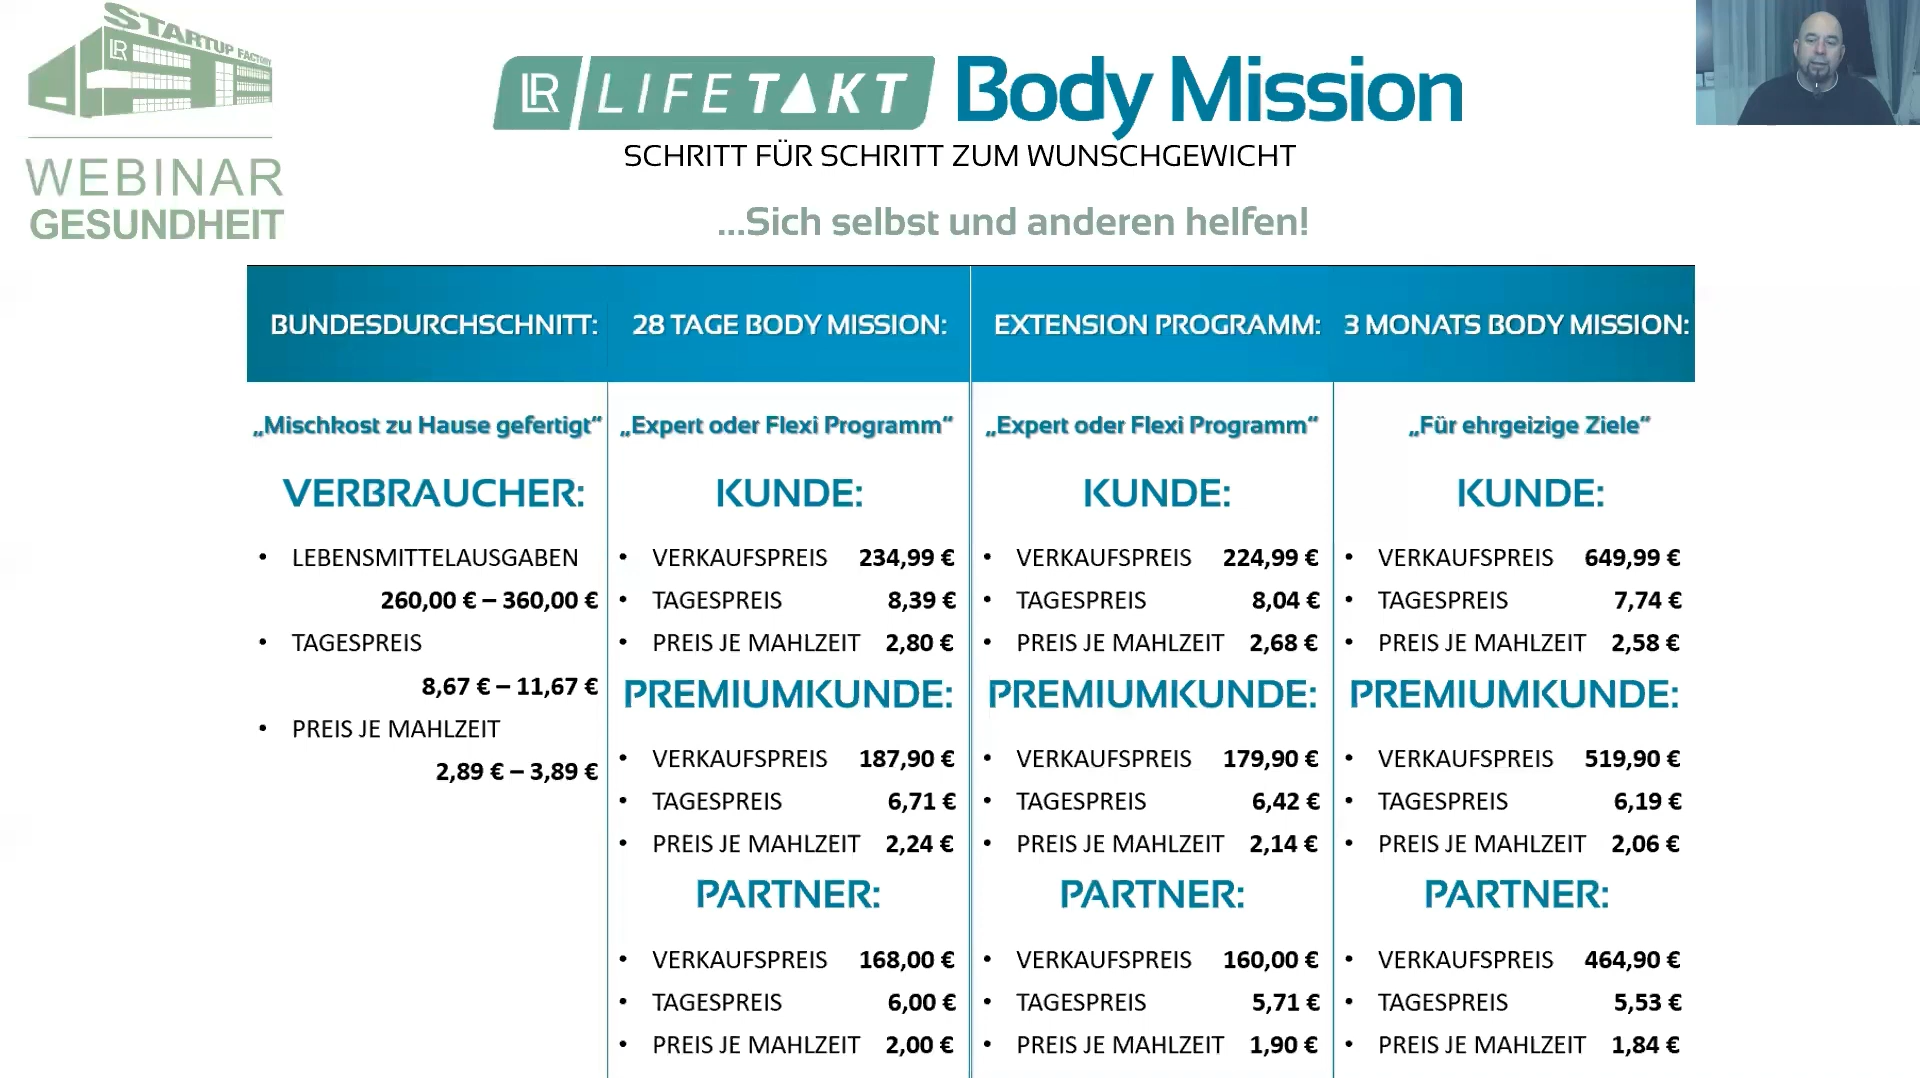 STARTUP FACTORY
LR
WEBINAR
GESUNDHEIT
LR LIFETAKT Body Mission
SCHRITT FÜR SCHRITT ZUM WUNSCHGEWICHT
...Sich selbst und anderen helfen!
BUNDESDURCHSCHNITT:
„Mischkost zu Hause gefertigt“
VERBRAUCHER:
• LEBENSMITTELAUSGABEN
260,00 € – 360,00 €
• TAGESPREIS
8,67 € – 11,67 €
• PREIS JE MAHLZEIT
2,89 € – 3,89 €
28 TAGE BODY MISSION:
„Expert oder Flexi Programm“
KUNDE:
• VERKAUFSPREIS 234,99 €
• TAGESPREIS 8,39 €
• PREIS JE MAHLZEIT 2,80 €
PREMIUMKUNDE:
• VERKAUFSPREIS 187,90 €
• TAGESPREIS 6,71 €
• PREIS JE MAHLZEIT 2,24 €
PARTNER:
• VERKAUFSPREIS 168,00 €
• TAGESPREIS 6,00 €
• PREIS JE MAHLZEIT 2,00 €
EXTENSION PROGRAMM:
„Expert oder Flexi Programm“
KUNDE:
• VERKAUFSPREIS 224,99 €
• TAGESPREIS 8,04 €
• PREIS JE MAHLZEIT 2,68 €
PREMIUMKUNDE:
• VERKAUFSPREIS 179,90 €
• TAGESPREIS 6,42 €
• PREIS JE MAHLZEIT 2,14 €
PARTNER:
• VERKAUFSPREIS 160,00 €
• TAGESPREIS 5,71 €
• PREIS JE MAHLZEIT 1,90 €
3 MONATS BODY MISSION:
„Für ehrgeizige Ziele“
KUNDE:
• VERKAUFSPREIS 649,99 €
• TAGESPREIS 7,74 €
• PREIS JE MAHLZEIT 2,58 €
PREMIUMKUNDE:
• VERKAUFSPREIS 519,90 €
• TAGESPREIS 6,19 €
• PREIS JE MAHLZEIT 2,06 €
PARTNER:
• VERKAUFSPREIS 464,90 €
• TAGESPREIS 5,53 €
• PREIS JE MAHLZEIT 1,84 €